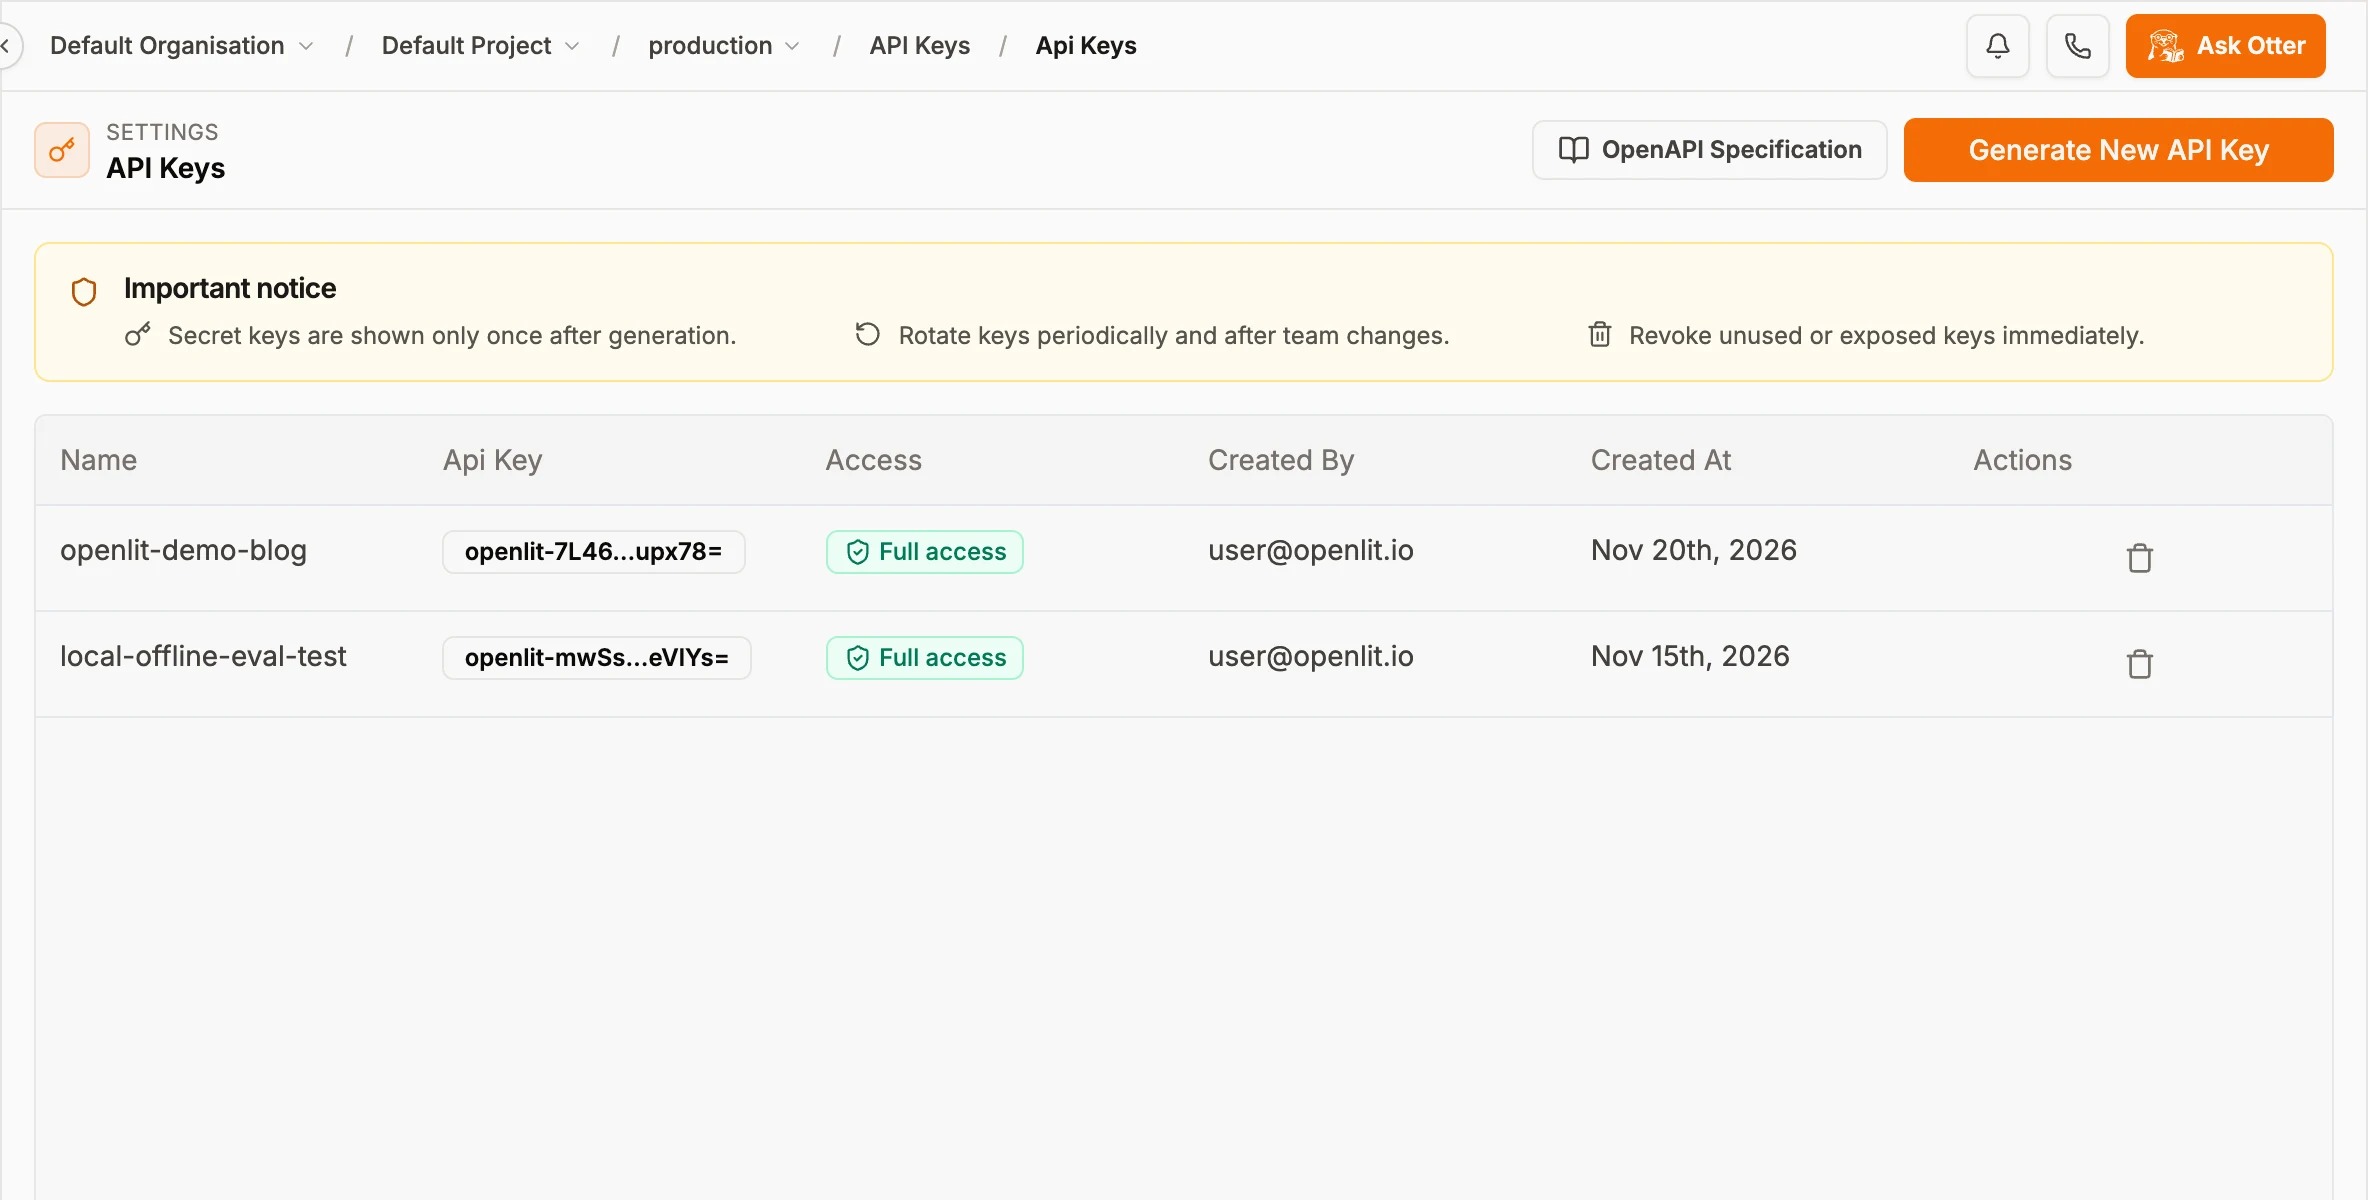 Default Organisation / Default Project / production / API Keys / Api Keys
Ask Otter
SETTINGS
API Keys
OpenAPI Specification
Generate New API Key
Important notice
Secret keys are shown only once after generation.
Rotate keys periodically and after team changes.
Revoke unused or exposed keys immediately.
Name Api Key Access Created By Created At Actions
openlit-demo-blog openlit-7L46...upx78= Full access user@openlit.io Nov 20th, 2026
local-offline-eval-test openlit-mwSs...eVIYs= Full access user@openlit.io Nov 15th, 2026